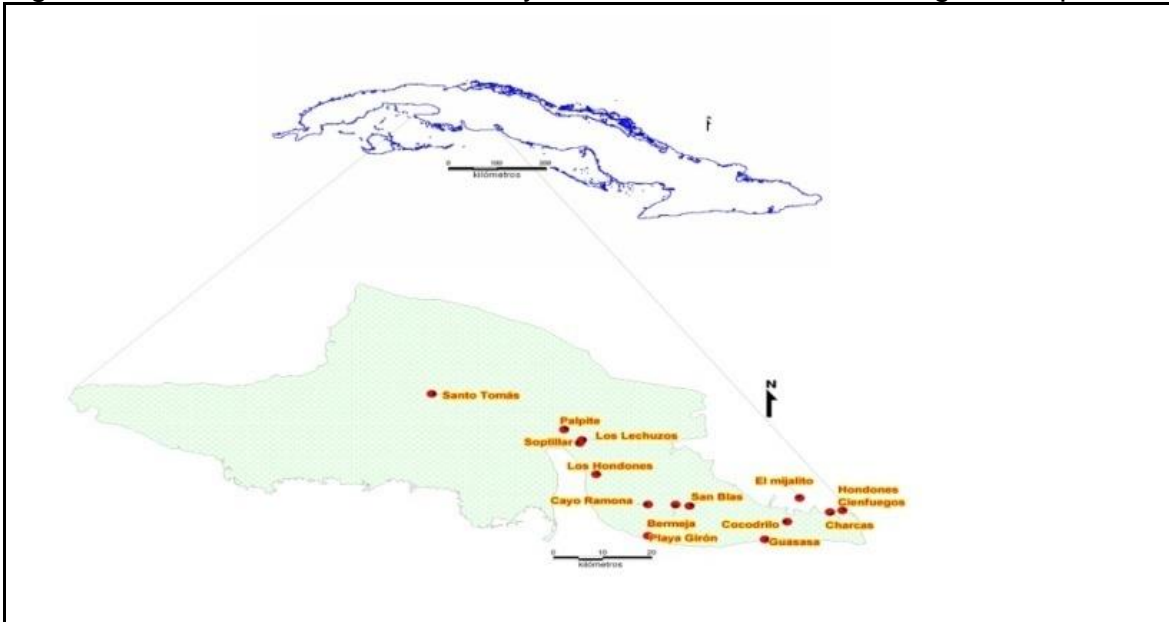 0 100 200
kilómetros
N
Santo Tomás
Palpite
Los Lechuzos
Soplillar
Los Hondones
El mijalito
Hondones
Cienfuegos
Cayo Ramona
San Blas
Charcas
Bermeja
Cocodrilo
Playa Girón
Guasasa
0 10 20
kilómetros